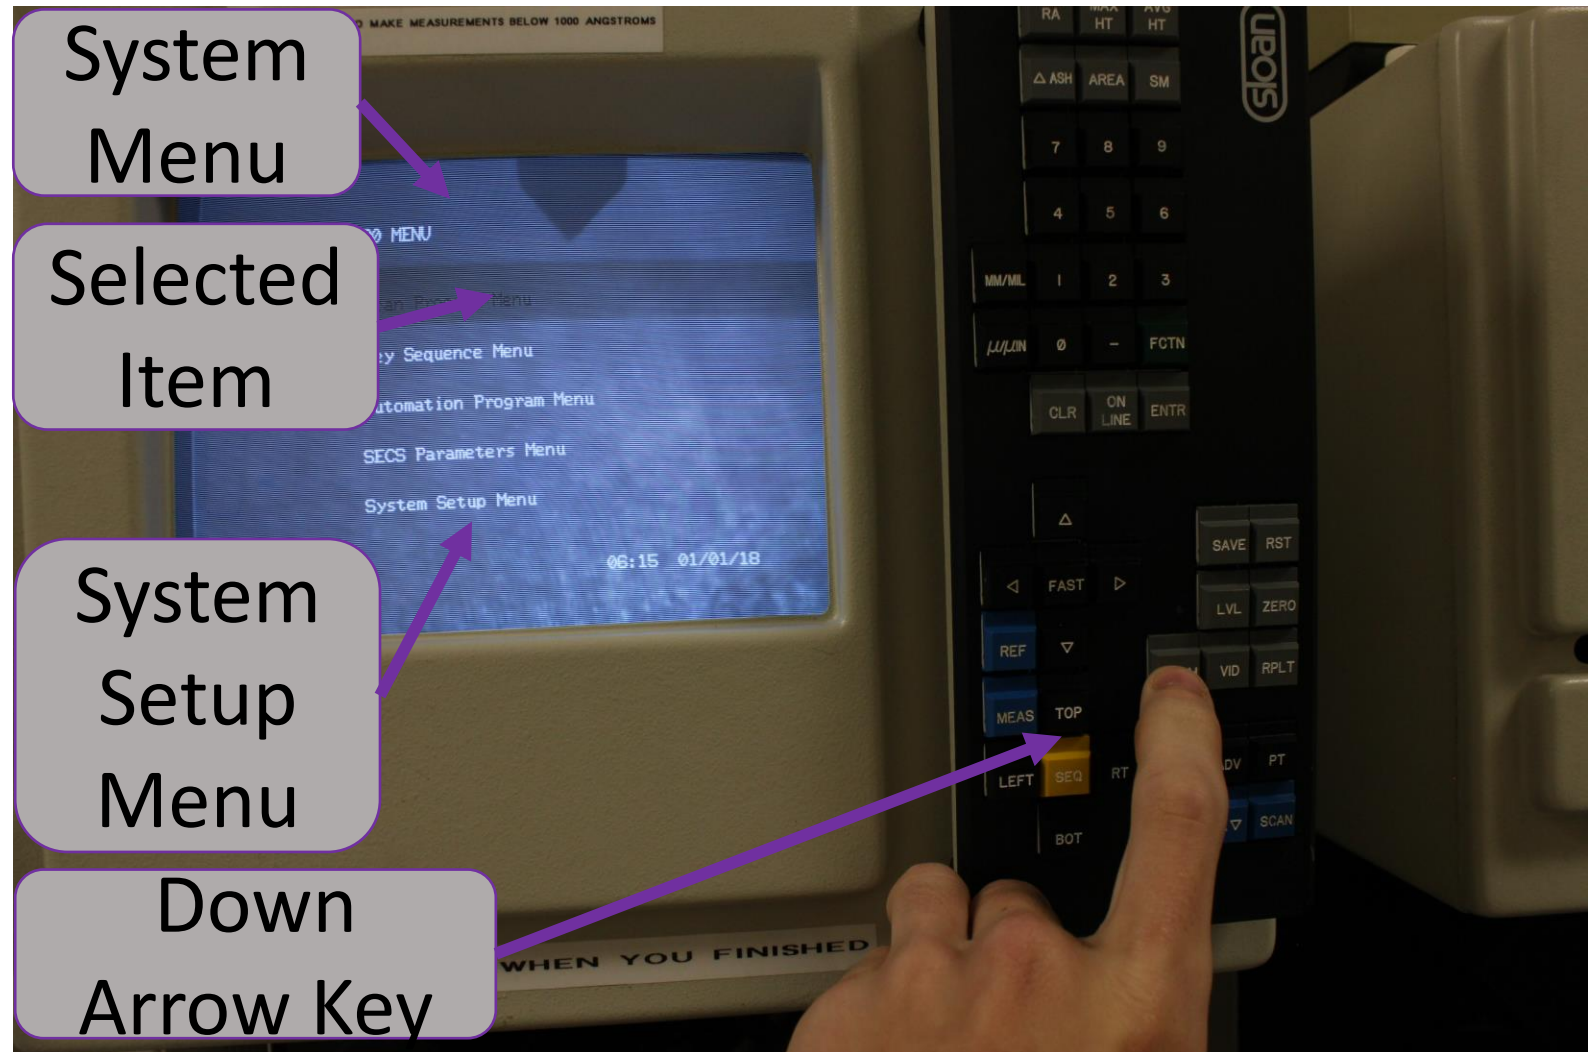 System
Menu
Selected
Item
System
Setup
Menu
Down
Arrow Key
MAKE MEASUREMENTS BELOW 1000 ANGSTROMS
MENU
Menu
Sequence Menu
Program Menu
SECS Parameters Menu
System Setup Menu
06:15 01/01/18
WHEN YOU FINISHED
sloan
RA MAX HT AVG HT
△ ASH AREA SM
7 8 9
4 5 6
MM/MIL 1 2 3
μ/μIN 0 - FCTN
CLR ON LINE ENTR
△
◁ FAST ▷
REF ▽
MEAS TOP
LEFT SEQ RT
BOT
SAVE RST
LVL ZERO
VID RPLT
PT
▽ SCAN